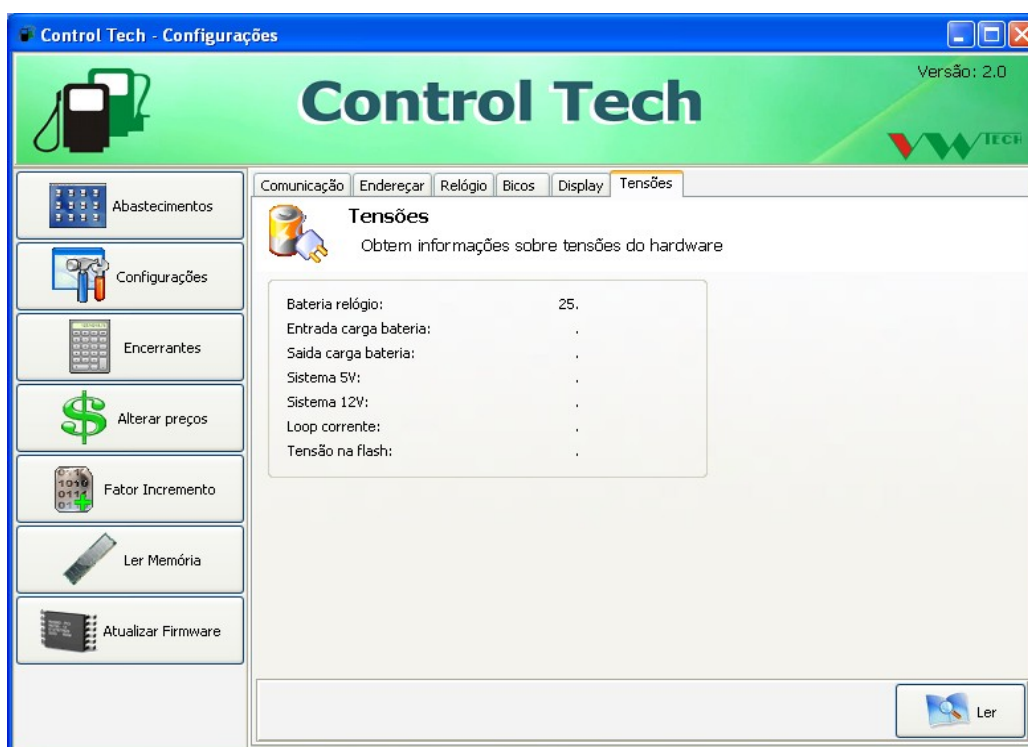 Control Tech - Configurações
Control Tech
Versão: 2.0
VW TECH
Abastecimentos
Configurações
Encerrantes
Alterar preços
Fator Incremento
Ler Memória
Atualizar Firmware
Comunicação Endereçar Relógio Bicos Display Tensões
Tensões
Obtem informações sobre tensões do hardware
Bateria relógio: 25.
Entrada carga bateria: .
Saida carga bateria: .
Sistema 5V: .
Sistema 12V: .
Loop corrente: .
Tensão na flash: .
Ler